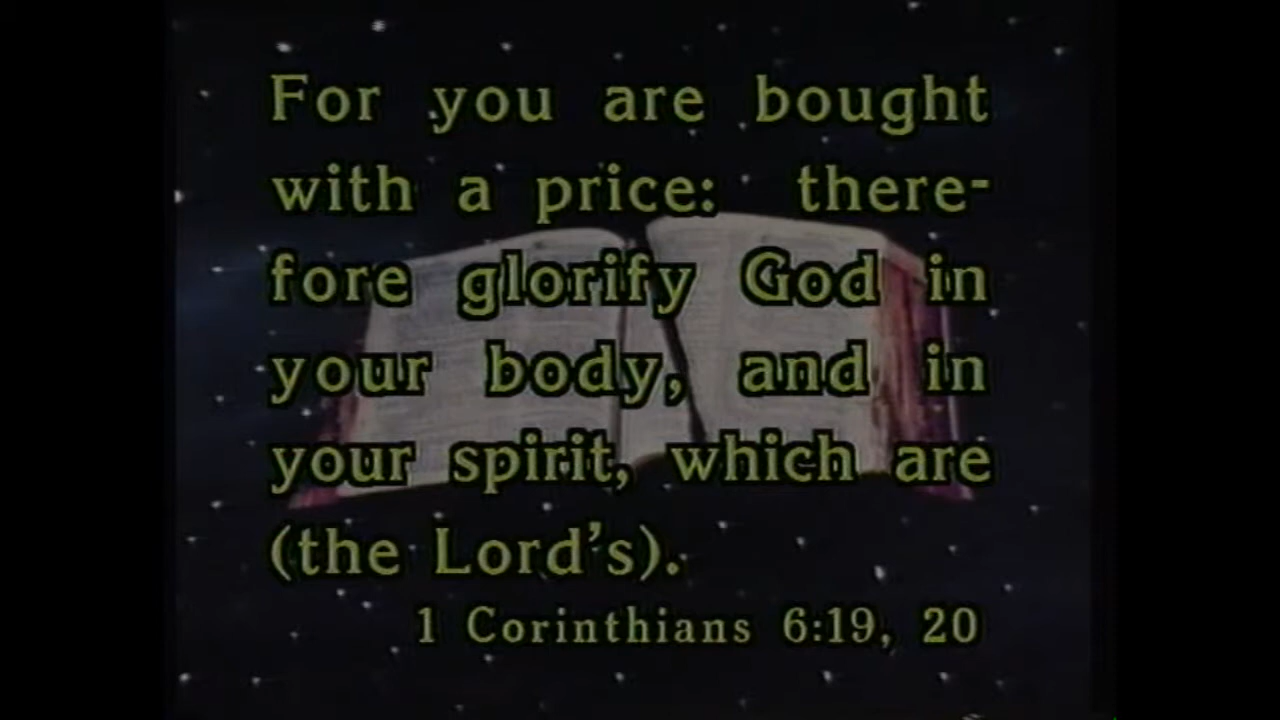 For you are bought
with a price: there-
fore glorify God in
your body, and in
your spirit, which are
(the Lord's).
1 Corinthians 6:19, 20